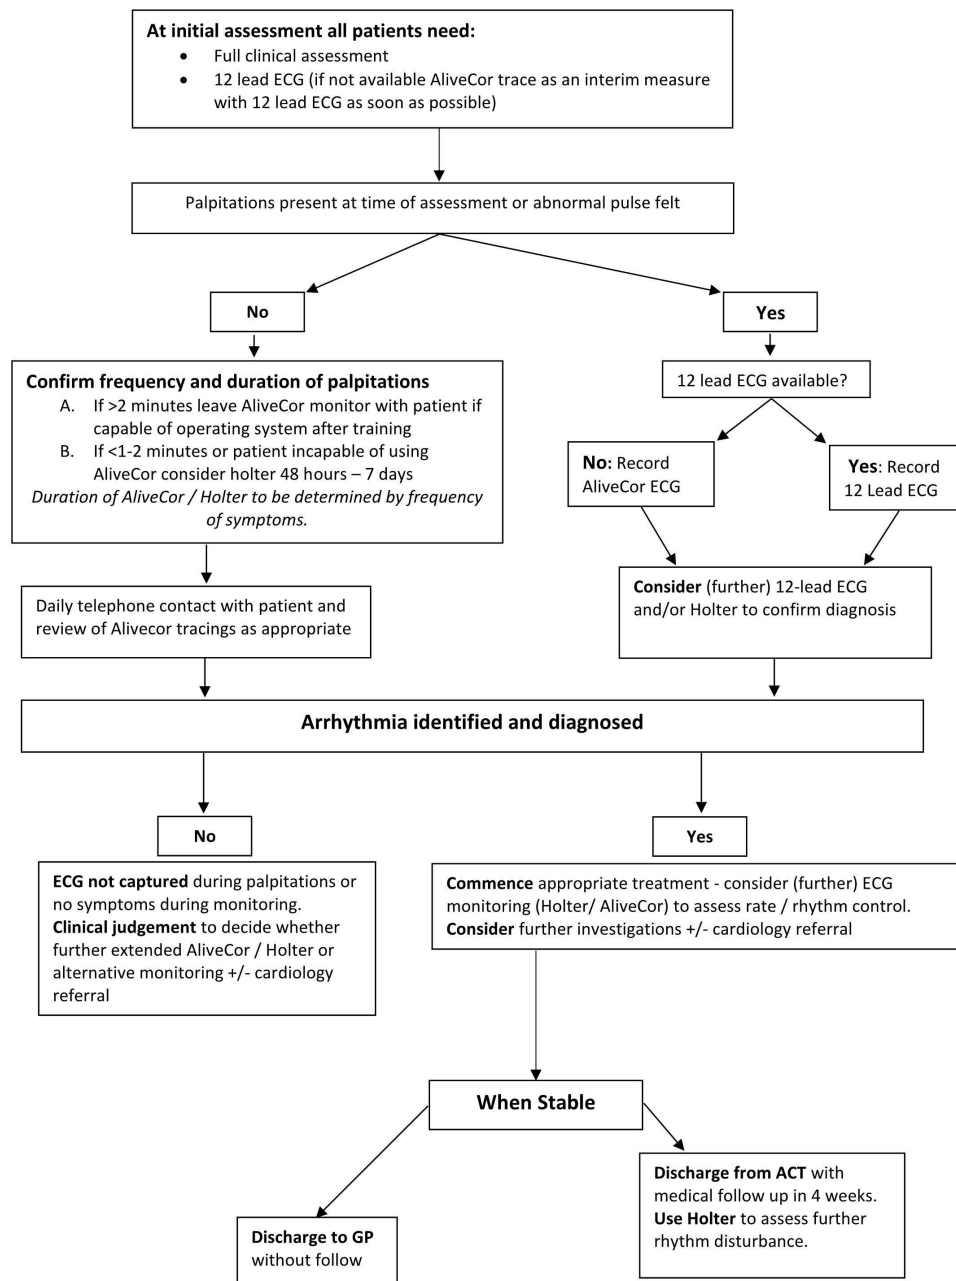 At initial assessment all patients need:
• Full clinical assessment
• 12 lead ECG (if not available AliveCor trace as an interim measure
with 12 lead ECG as soon as possible)
Palpitations present at time of assessment or abnormal pulse felt
No
Yes
Confirm frequency and duration of palpitations
A. If >2 minutes leave AliveCor monitor with patient if
capable of operating system after training
B. If <1-2 minutes or patient incapable of using
AliveCor consider holter 48 hours – 7 days
Duration of AliveCor / Holter to be determined by frequency
of symptoms.
12 lead ECG available?
No: Record
AliveCor ECG
Yes: Record
12 Lead ECG
Daily telephone contact with patient and
review of Alivecor tracings as appropriate
Consider (further) 12-lead ECG
and/or Holter to confirm diagnosis
Arrhythmia identified and diagnosed
No
Yes
ECG not captured during palpitations or
no symptoms during monitoring.
Clinical judgement to decide whether
further extended AliveCor / Holter or
alternative monitoring +/- cardiology
referral
Commence appropriate treatment - consider (further) ECG
monitoring (Holter/ AliveCor) to assess rate / rhythm control.
Consider further investigations +/- cardiology referral
When Stable
Discharge to GP
without follow
Discharge from ACT with
medical follow up in 4 weeks.
Use Holter to assess further
rhythm disturbance.